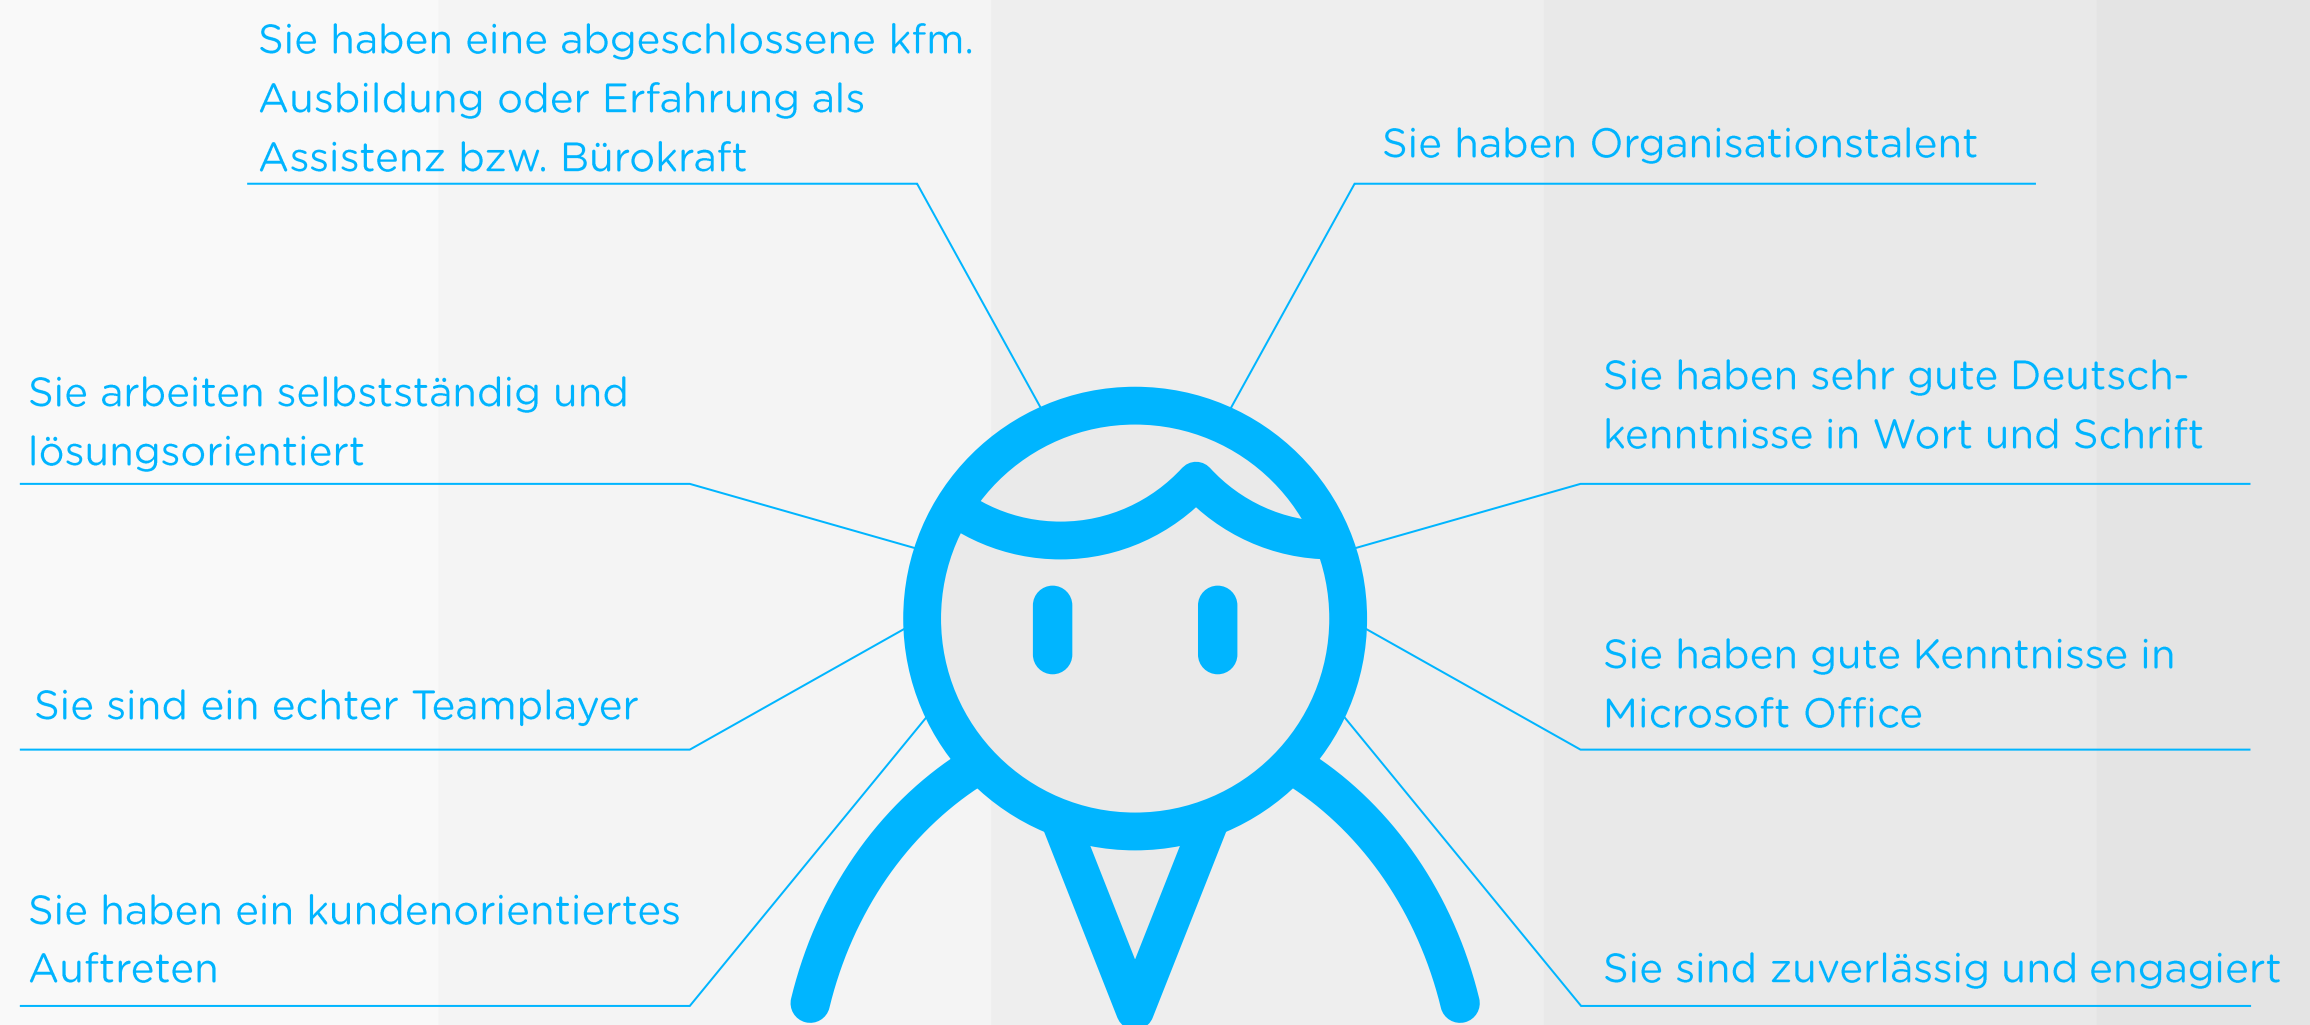 Sie haben eine abgeschlossene kfm.
Ausbildung oder Erfahrung als
Assistenz bzw. Bürokraft
Sie haben Organisationstalent
Sie arbeiten selbstständig und
lösungsorientiert
Sie haben sehr gute Deutsch-
kenntnisse in Wort und Schrift
Sie sind ein echter Teamplayer
Sie haben gute Kenntnisse in
Microsoft Office
Sie haben ein kundenorientiertes
Auftreten
Sie sind zuverlässig und engagiert